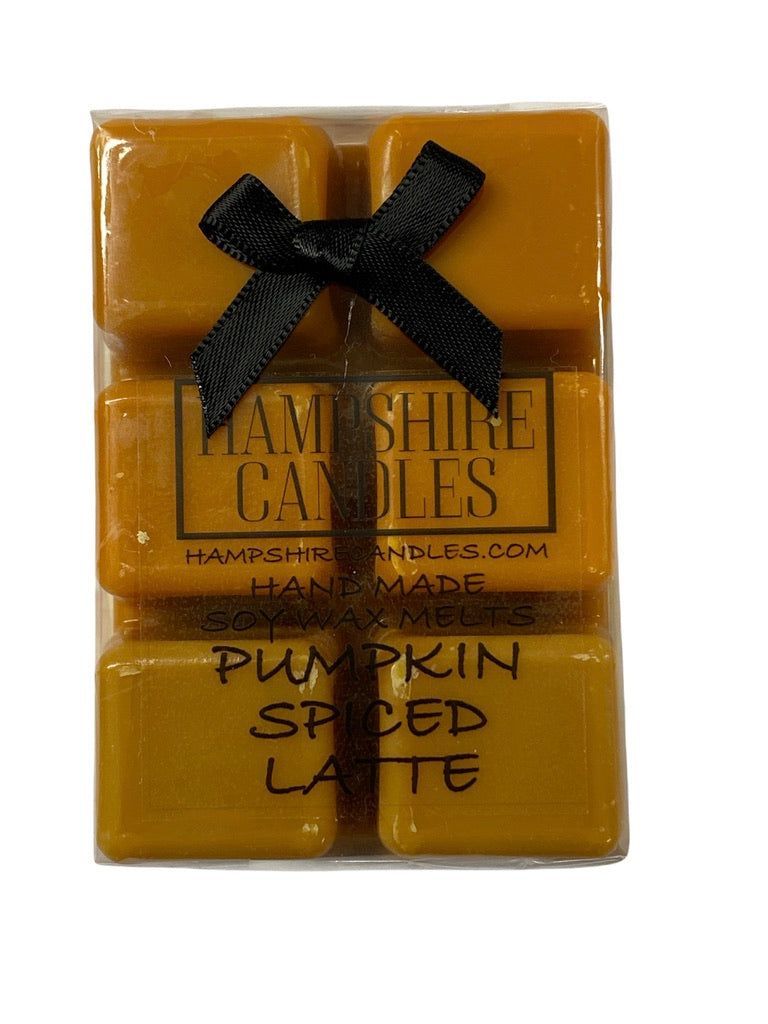 HAMPSHIRE
CANDLES
HAMPSHIRECANDLES.COM
HAND MADE
SOY WAX MELTS
PUMPKIN
SPICED
LATTE